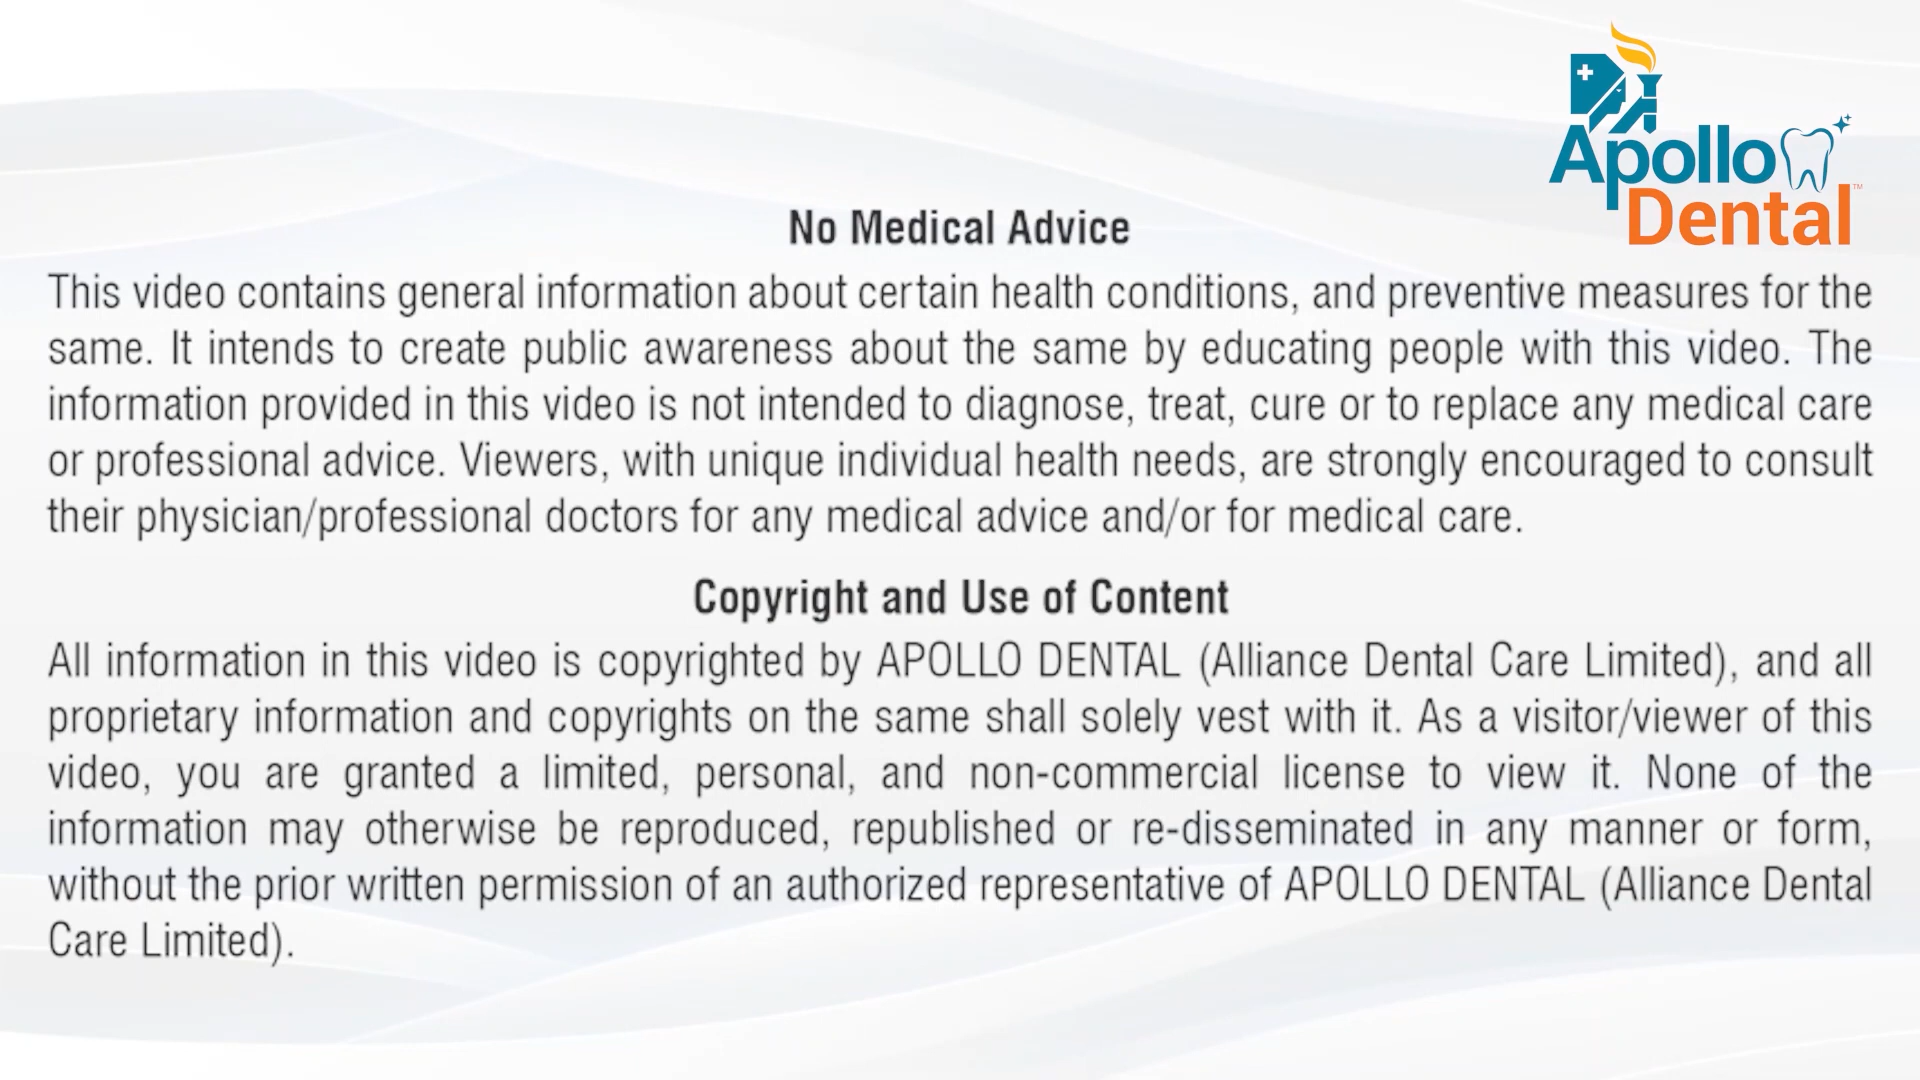 Apollo
Dental™
No Medical Advice
This video contains general information about certain health conditions, and preventive measures for the
same. It intends to create public awareness about the same by educating people with this video. The
information provided in this video is not intended to diagnose, treat, cure or to replace any medical care
or professional advice. Viewers, with unique individual health needs, are strongly encouraged to consult
their physician/professional doctors for any medical advice and/or for medical care.
Copyright and Use of Content
All information in this video is copyrighted by APOLLO DENTAL (Alliance Dental Care Limited), and all
proprietary information and copyrights on the same shall solely vest with it. As a visitor/viewer of this
video, you are granted a limited, personal, and non-commercial license to view it. None of the
information may otherwise be reproduced, republished or re-disseminated in any manner or form,
without the prior written permission of an authorized representative of APOLLO DENTAL (Alliance Dental
Care Limited).